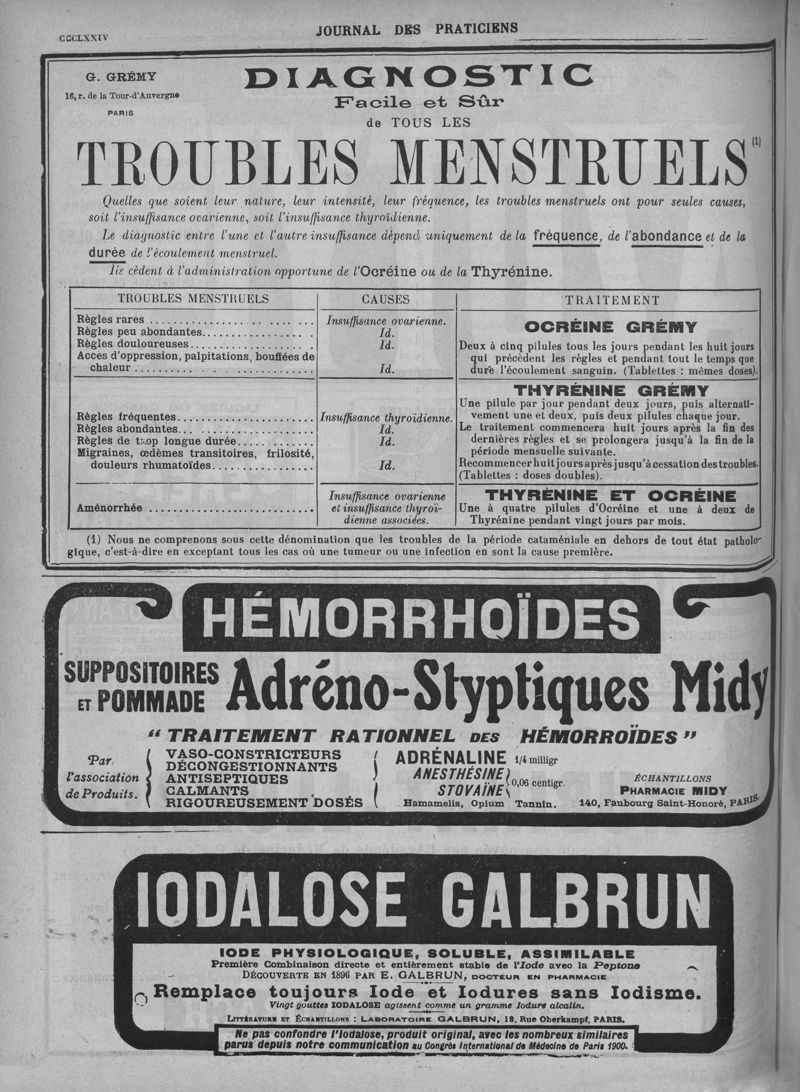 CCCLXXIV
JOURNAL DES PRATICIENS
G. GRÉMY
16, r. de la Tour-d'Auvergne
PARIS
DIAGNOSTIC
Facile et Sûr
de TOUS LES
TROUBLES MENSTRUELS (1)
Quelles que soient leur nature, leur intensité, leur fréquence, les troubles menstruels ont pour seules causes,
soit l'insuffisance ovarienne, soit l'insuffisance thyroïdienne.
Le diagnostic entre l'une et l'autre insuffisance dépend uniquement de la fréquence, de l'abondance et de la
durée de l'écoulement menstruel.
Ils cèdent à l'administration opportune de l'Ocréine ou de la Thyrénine.
TROUBLES MENSTRUELS
CAUSES
TRAITEMENT
Règles rares
Insuffisance ovarienne.
Règles peu abondantes
Id.
Règles douloureuses
Id.
Accès d'oppression, palpitations, bouffées de
chaleur
Id.
OCRÉINE GRÉMY
Deux à cinq pilules tous les jours pendant les huit jours
qui précèdent les règles et pendant tout le temps que
dure l'écoulement sanguin. (Tablettes : mêmes doses).
Règles fréquentes
Insuffisance thyroïdienne.
Règles abondantes
Id.
Règles de trop longue durée
Id.
Migraines, œdèmes transitoires, frilosité,
douleurs rhumatoïdes
Id.
THYRÉNINE GRÉMY
Une pilule par jour pendant deux jours, puis alternati-
vement une et deux, puis deux pilules chaque jour.
Le traitement commencera huit jours après la fin des
dernières règles et se prolongera jusqu'à la fin de la
période mensuelle suivante.
Recommencer huit jours après jusqu'à cessation des troubles.
(Tablettes : doses doubles).
Aménorrhée
Insuffisance ovarienne
et insuffisance thyroï-
dienne associées.
THYRÉNINE ET OCRÉINE
Une à quatre pilules d'Ocréine et une à deux de
Thyrénine pendant vingt jours par mois.
(1) Nous ne comprenons sous cette dénomination que les troubles de la période cataméniale en dehors de tout état patholo-
gique, c'est-à-dire en exceptant tous les cas où une tumeur ou une infection en sont la cause première.
HÉMORRHOÏDES
SUPPOSITOIRES
ET POMMADE
Adréno-Styptiques Midy
" TRAITEMENT RATIONNEL DES HÉMORROÏDES "
Par
l'association
de Produits.
VASO-CONSTRICTEURS
DÉCONGESTIONNANTS
ANTISEPTIQUES
CALMANTS
RIGOUREUSEMENT DOSÉS
ADRÉNALINE 1/4 milligr
ANESTHÉSINE
STOVAÏNE
0,06 centigr.
Hamamelis, Opium Tannin.
ÉCHANTILLONS
PHARMACIE MIDY
140, Faubourg Saint-Honoré, PARIS.
IODALOSE GALBRUN
IODE PHYSIOLOGIQUE, SOLUBLE, ASSIMILABLE
Première Combinaison directe et entièrement stable de l'Iode avec la Peptone
DÉCOUVERTE EN 1896 PAR E. GALBRUN, DOCTEUR EN PHARMACIE
Remplace toujours Iode et Iodures sans Iodisme.
Vingt gouttes IODALOSE agissent comme un gramme Iodure alcalin.
LITTÉRATURE ET ÉCHANTILLONS : LABORATOIRE GALBRUN, 18, Rue Oberkampf, PARIS.
Ne pas confondre l'Iodalose, produit original, avec les nombreux similaires
parus depuis notre communication au Congrès International de Médecine de Paris 1900.